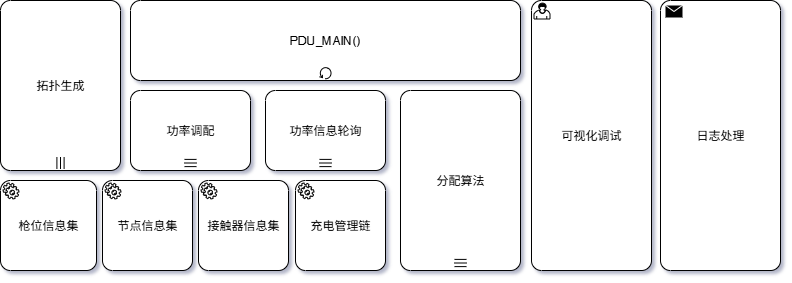 拓扑生成
PDU_MAIN()
功率调配
功率信息轮询
分配算法
可视化调试
日志处理
枪位信息集
节点信息集
接触器信息集
充电管理链